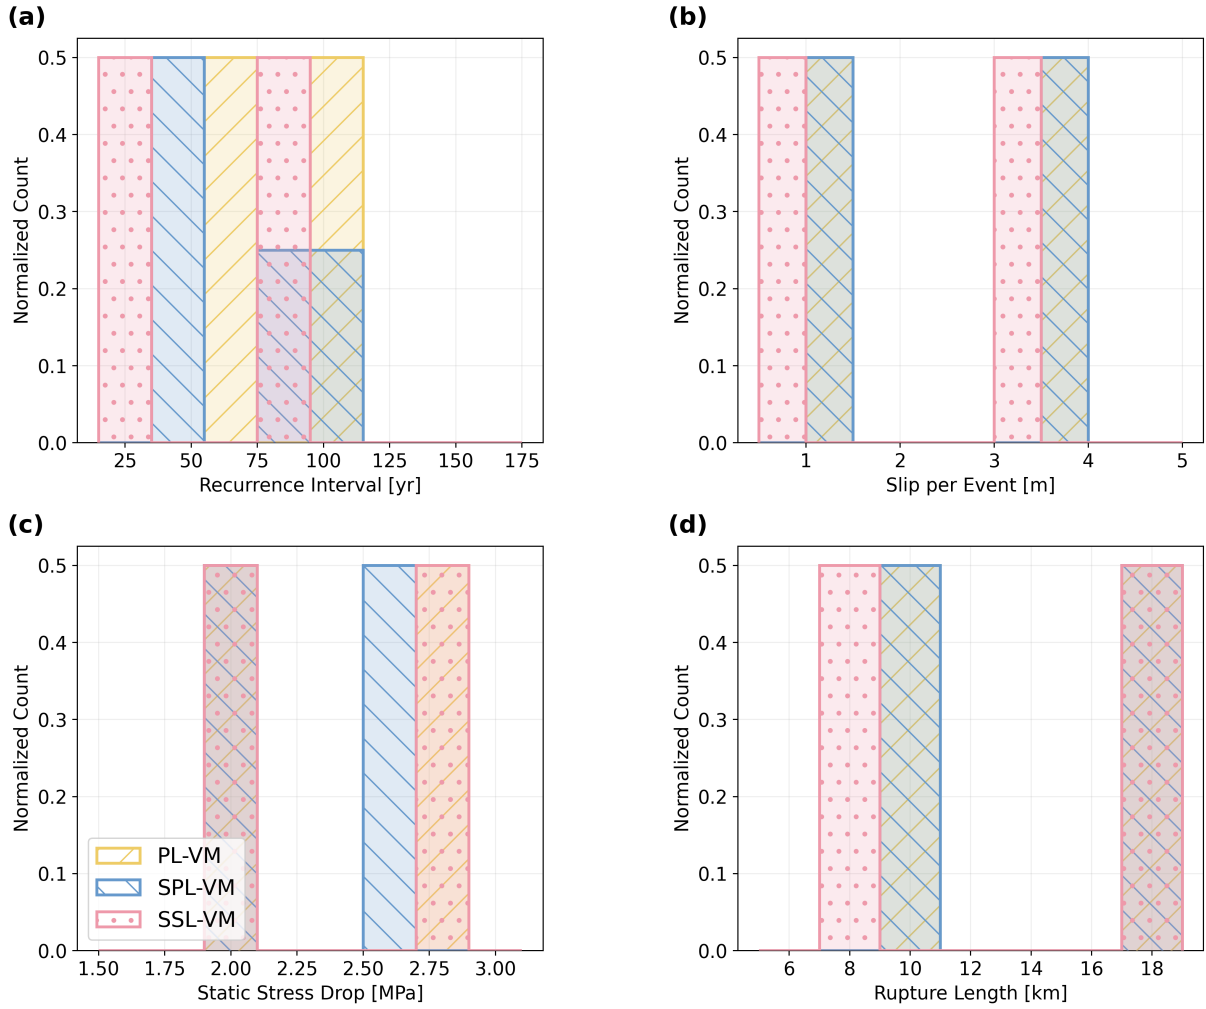 (a)
(b)
0.5
0.4
0.3
0.2
0.1
0.0
Normalized Count
25 50 75 100 125 150 175
Recurrence Interval [yr]
0.5
0.4
0.3
0.2
0.1
0.0
Normalized Count
1 2 3 4 5
Slip per Event [m]
(c)
(d)
0.5
0.4
0.3
0.2
0.1
0.0
Normalized Count
PL-VM
SPL-VM
SSL-VM
1.50 1.75 2.00 2.25 2.50 2.75 3.00
Static Stress Drop [MPa]
0.5
0.4
0.3
0.2
0.1
0.0
Normalized Count
6 8 10 12 14 16 18
Rupture Length [km]